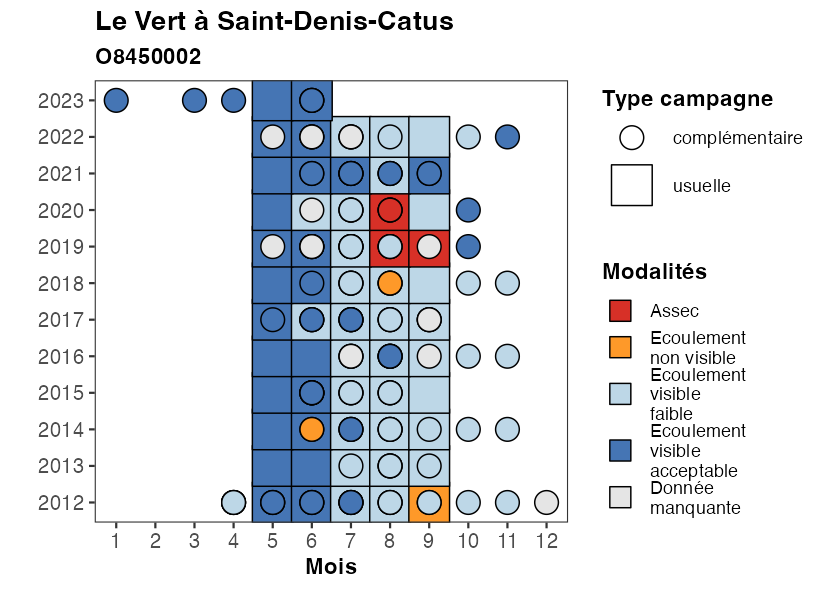 Le Vert à Saint-Denis-Catus
O8450002
2023
2022
2021
2020
2019
2018
2017
2016
2015
2014
2013
2012
1 2 3 4 5 6 7 8 9 10 11 12
Mois
Type campagne
complémentaire
usuelle
Modalités
Assec
Ecoulement
non visible
Ecoulement
visible
faible
Ecoulement
visible
acceptable
Donnée
manquante